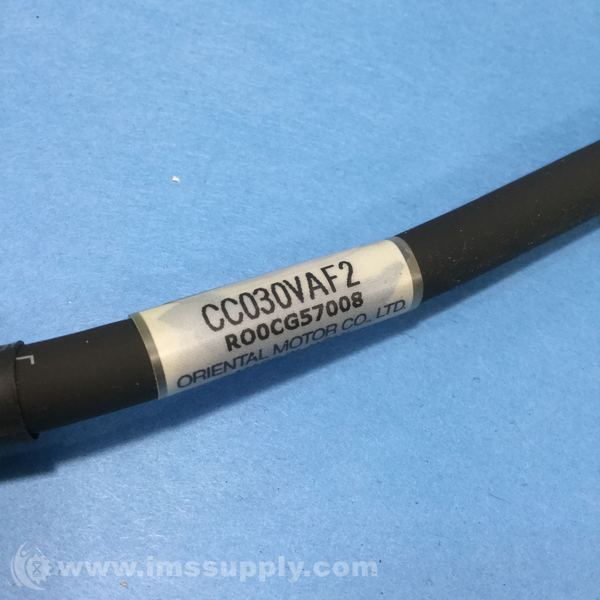 CC030VAF2
R00CG57008
ORIENTAL MOTOR CO., LTD.
www.imssupply.com